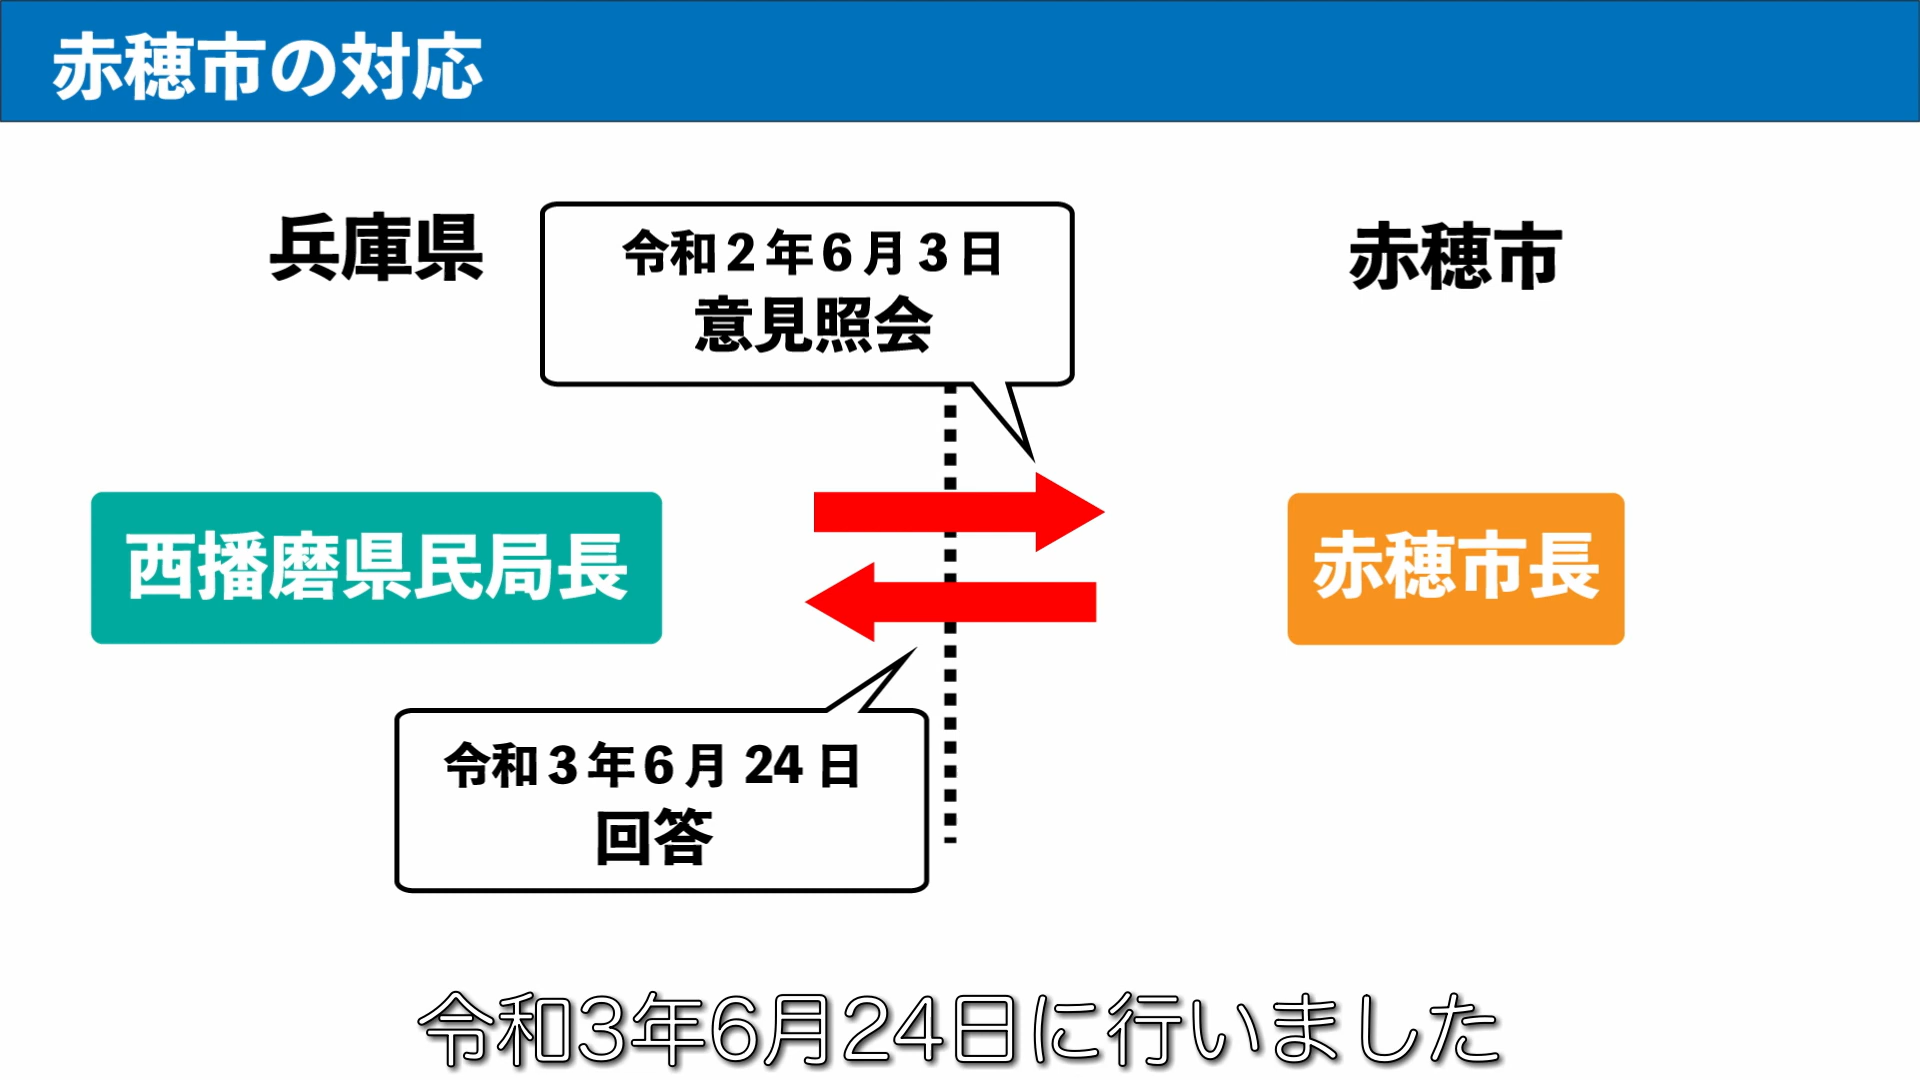 赤穂市の対応
兵庫県
令和2年6月3日
意見照会
赤穂市
西播磨県民局長
赤穂市長
令和3年6月24日
回答
令和3年6月24日に行いました